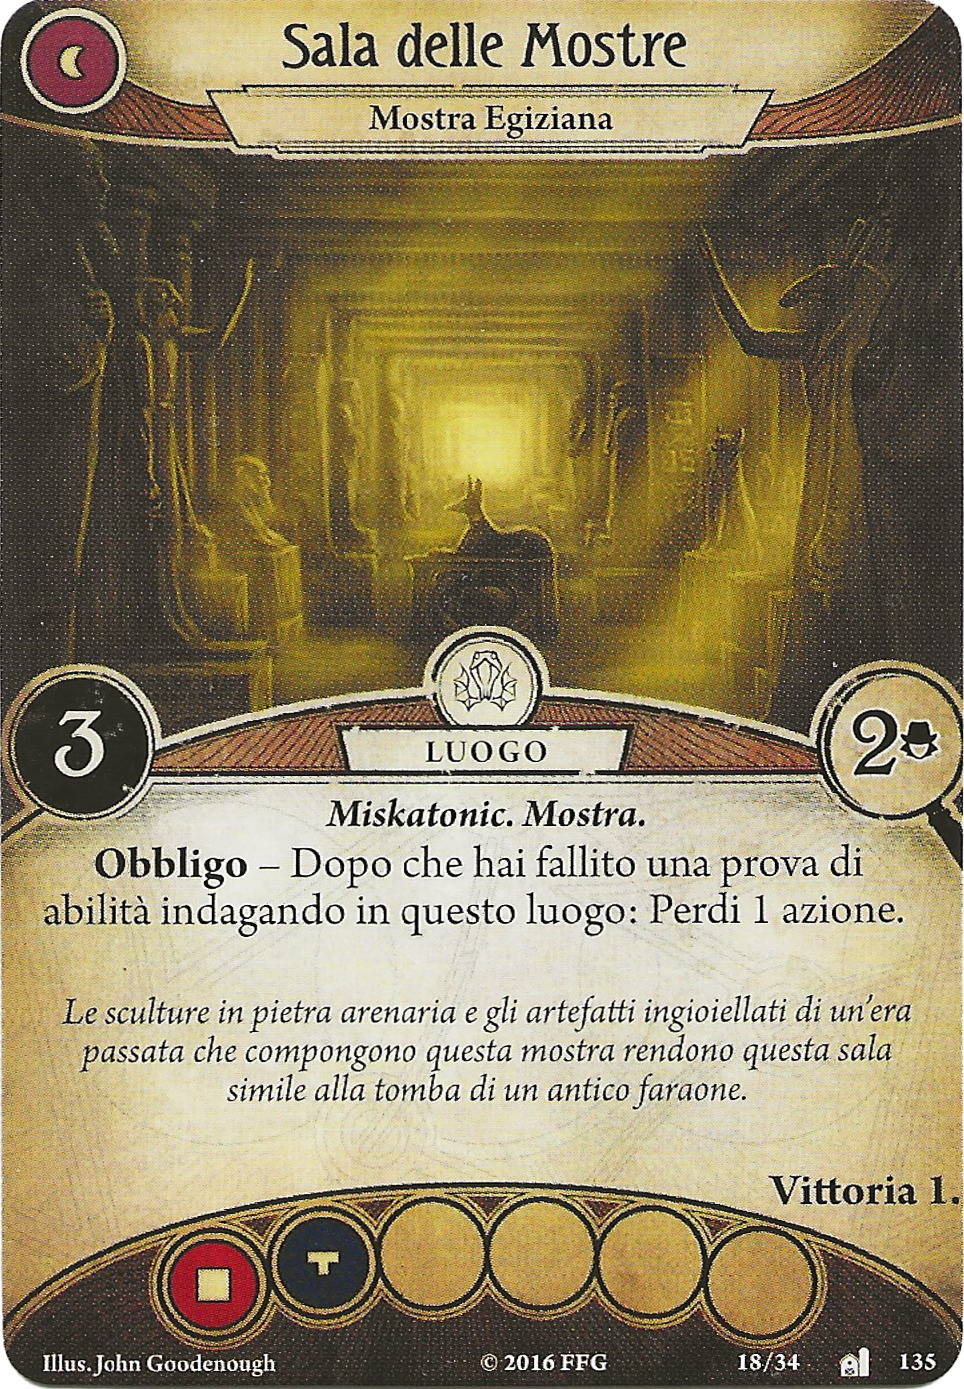 Sala delle Mostre
Mostra Egiziana
3
2
LUOGO
Miskatonic. Mostra.
Obbligo – Dopo che hai fallito una prova di
abilità indagando in questo luogo: Perdi 1 azione.
Le sculture in pietra arenaria e gli artefatti ingioiellati di un'era
passata che compongono questa mostra rendono questa sala
simile alla tomba di un antico faraone.
Vittoria 1.
Illus. John Goodenough
© 2016 FFG
18/34
135